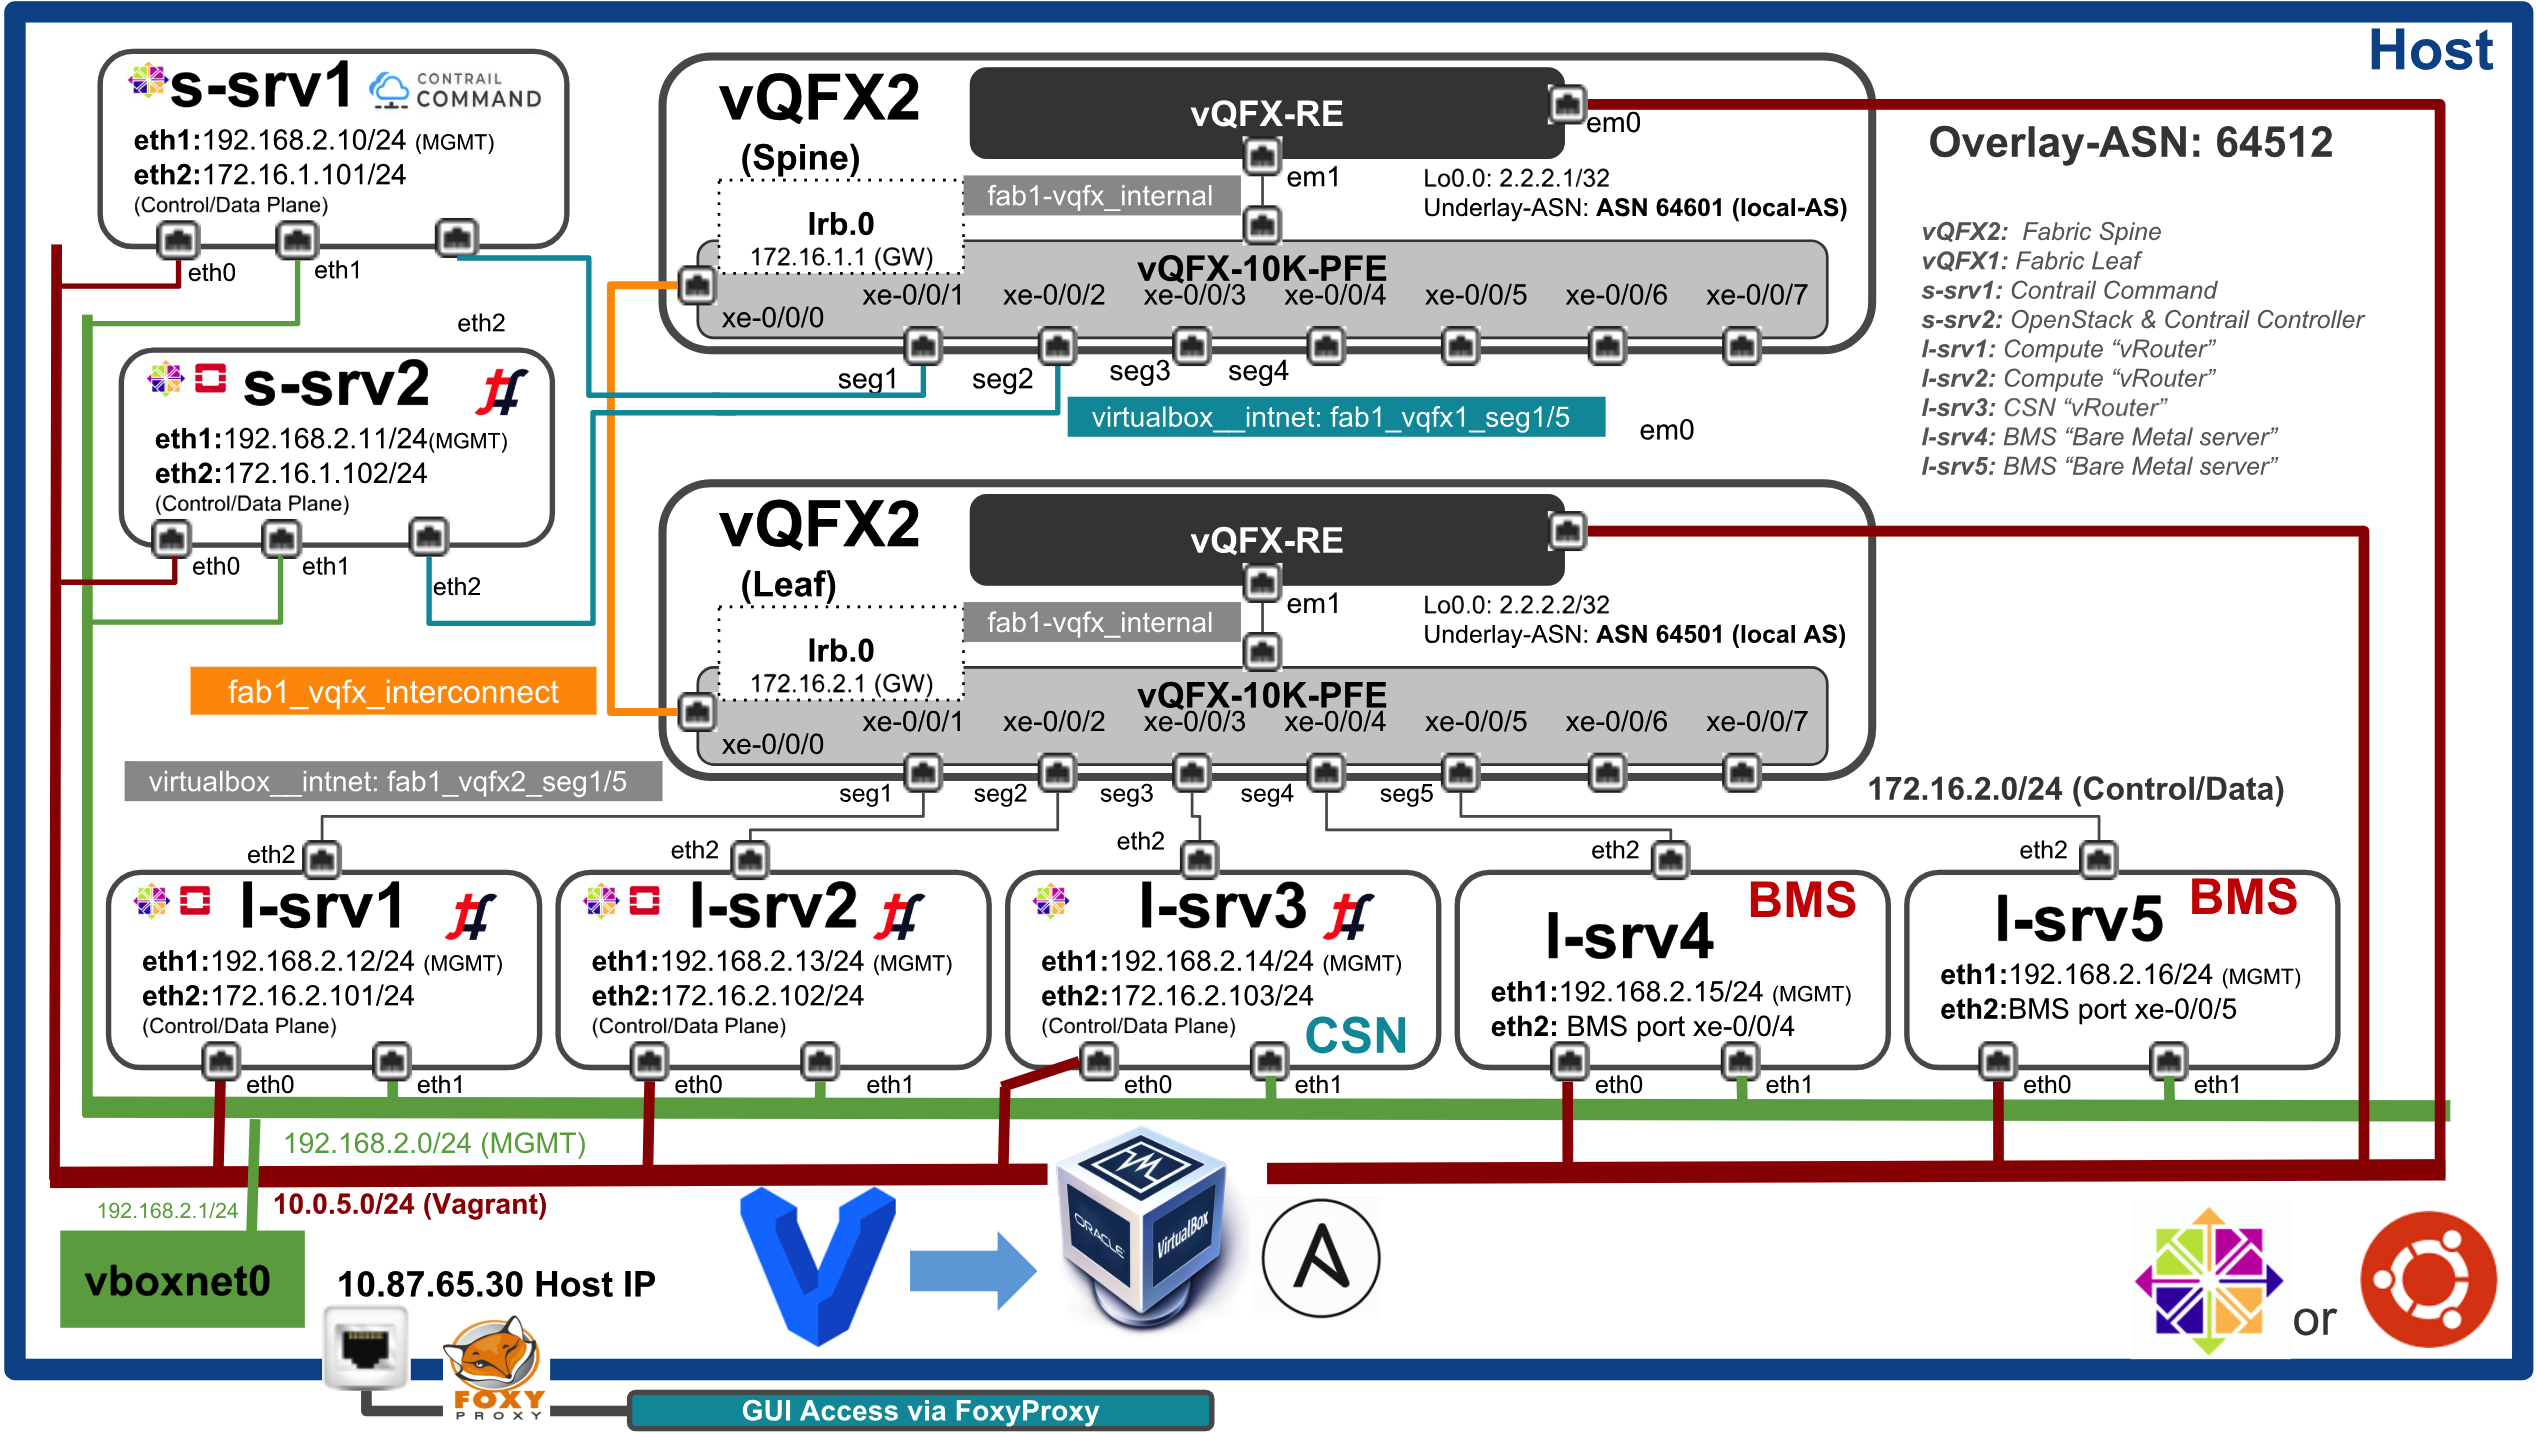 Host
s-srv1
CONTRAIL
COMMAND
eth1:192.168.2.10/24 (MGMT)
eth2:172.16.1.101/24
(Control/Data Plane)
eth0
eth1
eth2
s-srv2
eth1:192.168.2.11/24(MGMT)
eth2:172.16.1.102/24
(Control/Data Plane)
eth0
eth1
eth2
vQFX2
(Spine)
vQFX-RE
em0
em1
fab1-vqfx_internal
Lo0.0: 2.2.2.1/32
Underlay-ASN: ASN 64601 (local-AS)
Irb.0
172.16.1.1 (GW)
vQFX-10K-PFE
xe-0/0/0
xe-0/0/1
xe-0/0/2
xe-0/0/3
xe-0/0/4
xe-0/0/5
xe-0/0/6
xe-0/0/7
seg1
seg2
seg3
seg4
virtualbox__intnet: fab1_vqfx1_seg1/5
em0
Overlay-ASN: 64512
vQFX2: Fabric Spine
vQFX1: Fabric Leaf
s-srv1: Contrail Command
s-srv2: OpenStack & Contrail Controller
l-srv1: Compute “vRouter”
l-srv2: Compute “vRouter”
l-srv3: CSN “vRouter”
l-srv4: BMS “Bare Metal server”
l-srv5: BMS “Bare Metal server”
vQFX2
(Leaf)
vQFX-RE
em1
fab1-vqfx_internal
Lo0.0: 2.2.2.2/32
Underlay-ASN: ASN 64501 (local AS)
Irb.0
172.16.2.1 (GW)
vQFX-10K-PFE
xe-0/0/0
xe-0/0/1
xe-0/0/2
xe-0/0/3
xe-0/0/4
xe-0/0/5
xe-0/0/6
xe-0/0/7
fab1_vqfx_interconnect
virtualbox__intnet: fab1_vqfx2_seg1/5
seg1
seg2
seg3
seg4
seg5
172.16.2.0/24 (Control/Data)
eth2
eth2
eth2
eth2
eth2
l-srv1
eth1:192.168.2.12/24 (MGMT)
eth2:172.16.2.101/24
(Control/Data Plane)
eth0
eth1
l-srv2
eth1:192.168.2.13/24 (MGMT)
eth2:172.16.2.102/24
(Control/Data Plane)
eth0
eth1
l-srv3
eth1:192.168.2.14/24 (MGMT)
eth2:172.16.2.103/24
(Control/Data Plane)
CSN
eth0
eth1
BMS
l-srv4
eth1:192.168.2.15/24 (MGMT)
eth2: BMS port xe-0/0/4
eth0
eth1
BMS
l-srv5
eth1:192.168.2.16/24 (MGMT)
eth2:BMS port xe-0/0/5
eth0
eth1
192.168.2.0/24 (MGMT)
192.168.2.1/24
10.0.5.0/24 (Vagrant)
vboxnet0
10.87.65.30 Host IP
ORACLE
VirtualBox
or
FOXY
PROXY
GUI Access via FoxyProxy